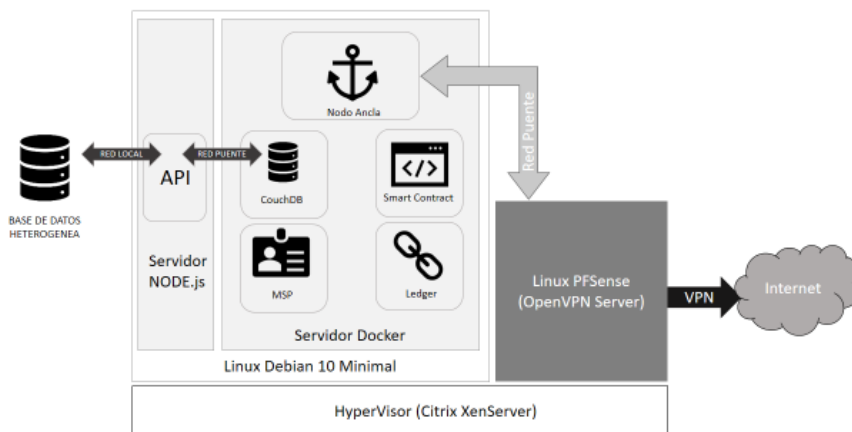 Nodo Ancla
Red Puente
RED LOCAL
API
RED PUENTE
CouchDB
Smart Contract
BASE DE DATOS
HETEROGENEA
Servidor
NODE.js
MSP
Ledger
Linux PFSense
(OpenVPN Server)
VPN
Internet
Servidor Docker
Linux Debian 10 Minimal
HyperVisor (Citrix XenServer)